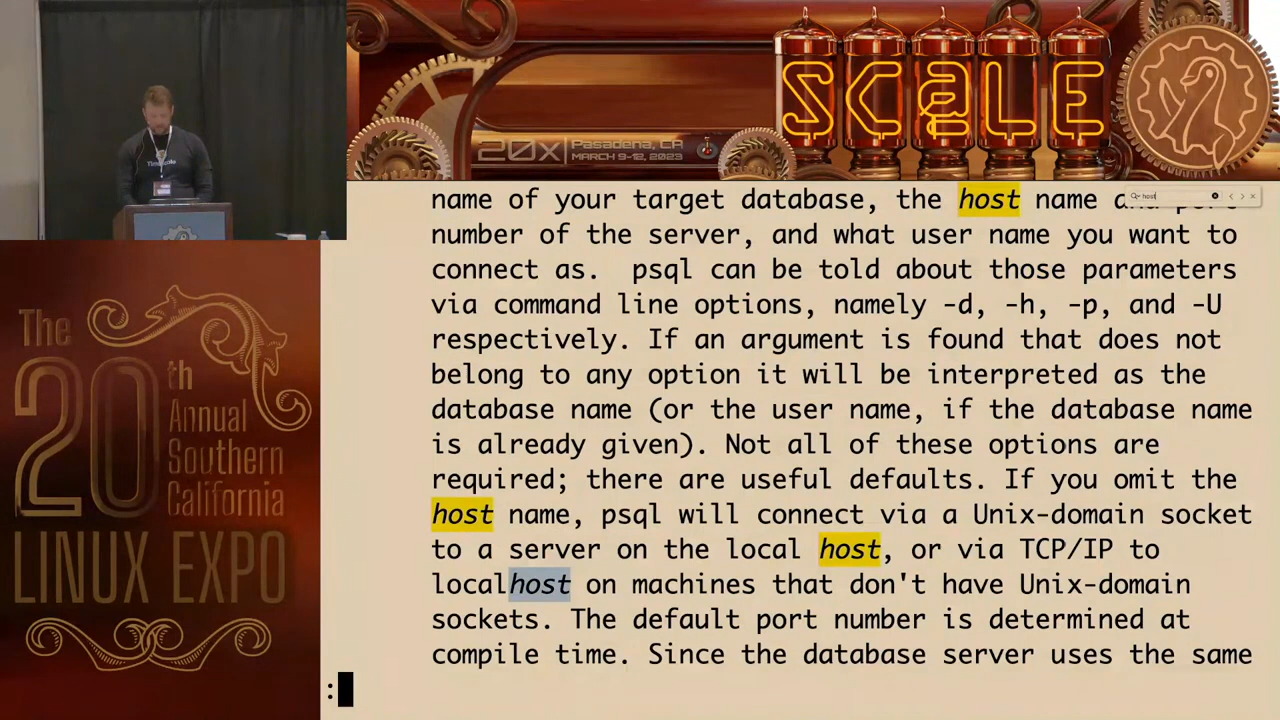 SCaLE
20x
Pasadena, CA
MARCH 9-12, 2023
host
name of your target database, the host name and port
number of the server, and what user name you want to
connect as.  psql can be told about those parameters
via command line options, namely -d, -h, -p, and -U
respectively. If an argument is found that does not
belong to any option it will be interpreted as the
database name (or the user name, if the database name
is already given). Not all of these options are
required; there are useful defaults. If you omit the
host name, psql will connect via a Unix-domain socket
to a server on the local host, or via TCP/IP to
localhost on machines that don't have Unix-domain
sockets. The default port number is determined at
compile time. Since the database server uses the same
:
The
20th
Annual
Southern
California
LINUX EXPO